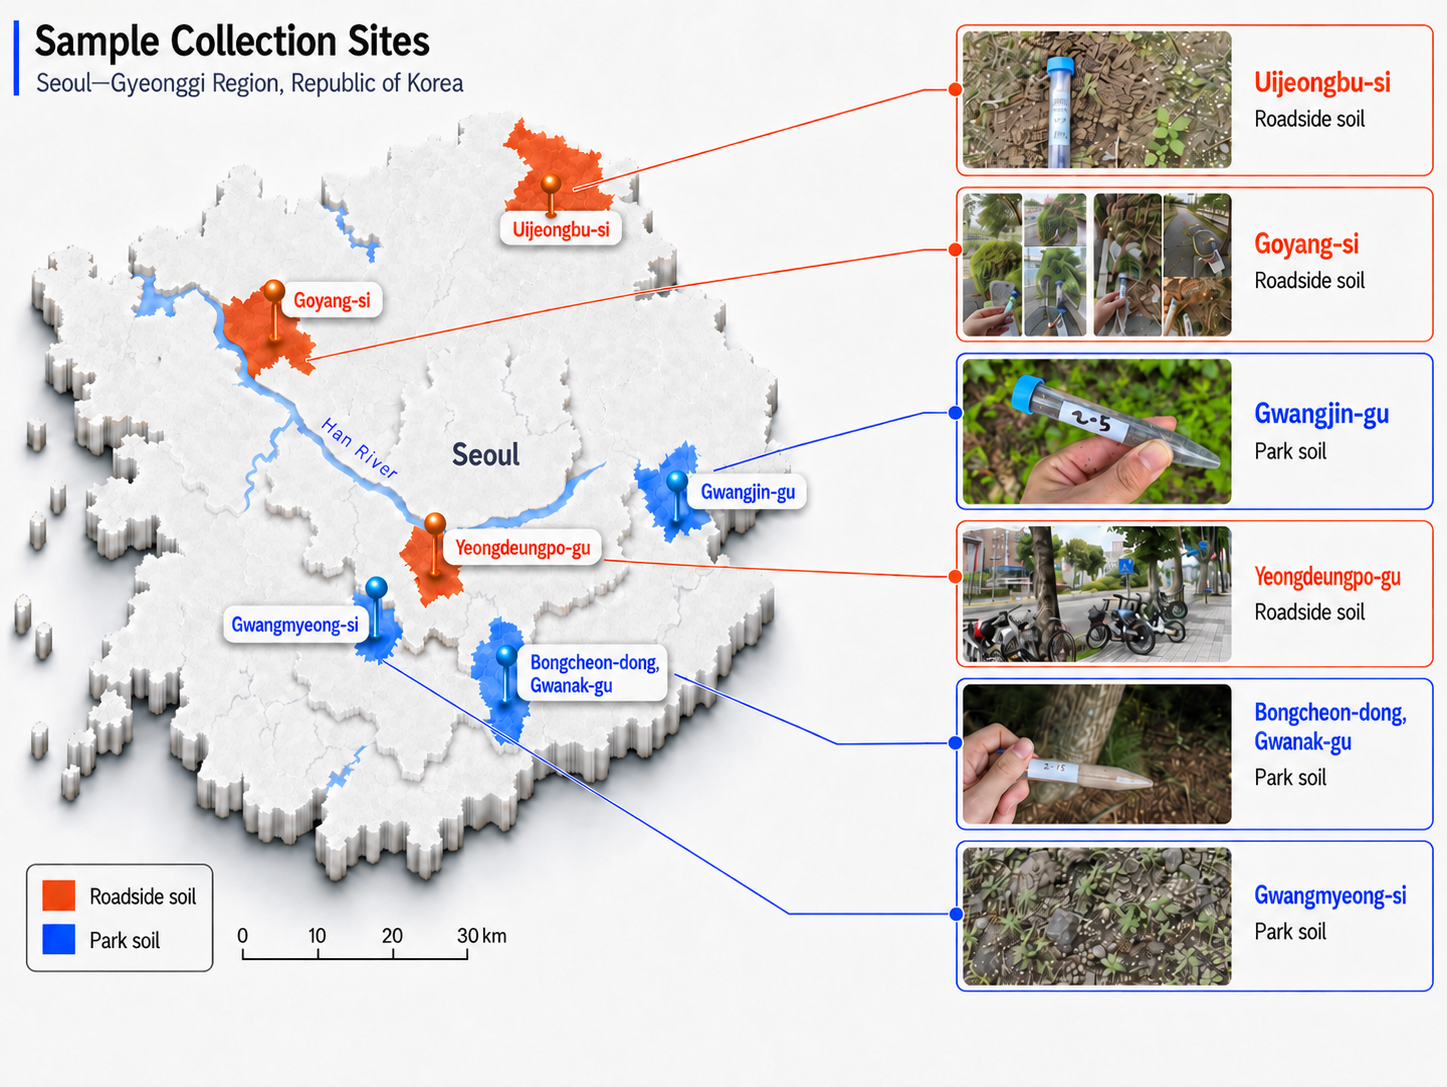 Sample Collection Sites
Seoul—Gyeonggi Region, Republic of Korea
Uijeongbu-si
Goyang-si
Han River
Seoul
Gwangjin-gu
Yeongdeungpo-gu
Gwangmyeong-si
Bongcheon-dong,
Gwanak-gu
Roadside soil
Park soil
0 10 20 30 km
Uijeongbu-si
Roadside soil
Goyang-si
Roadside soil
2-5
Gwangjin-gu
Park soil
Yeongdeungpo-gu
Roadside soil
2-15
Bongcheon-dong,
Gwanak-gu
Park soil
Gwangmyeong-si
Park soil